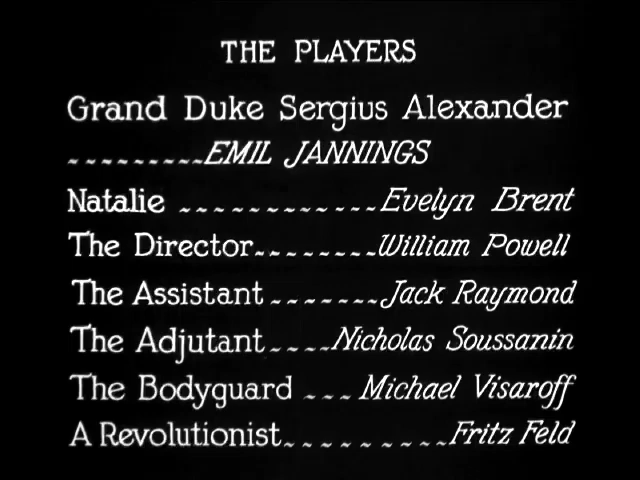 THE PLAYERS
Grand Duke Sergius Alexander
~~~~~~~~~EMIL JANNINGS
Natalie ~~~~~~~~~~~~Evelyn Brent
The Director~~~~~~~~William Powell
The Assistant~~~~~~~Jack Raymond
The Adjutant~~~~Nicholas Soussanin
The Bodyguard ~~~Michael Visaroff
A Revolutionist~~~~~~~~~Fritz Feld